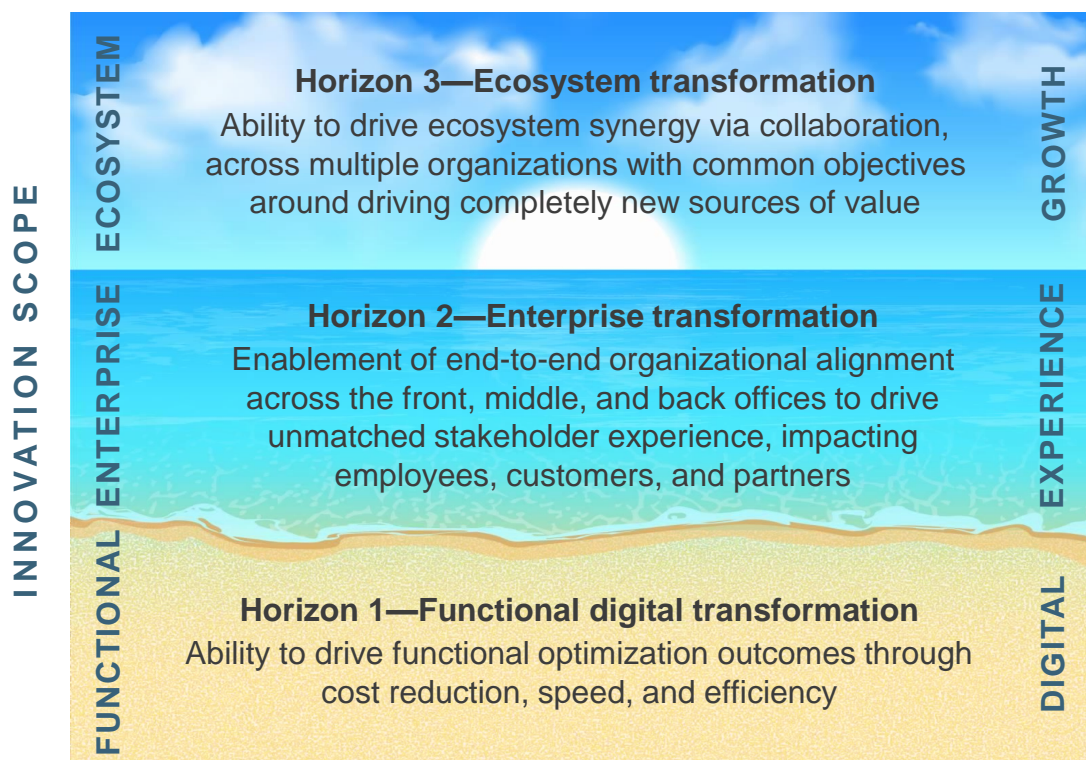 INNOVATION SCOPE
ECOSYSTEM
Horizon 3—Ecosystem transformation
Ability to drive ecosystem synergy via collaboration,
across multiple organizations with common objectives
around driving completely new sources of value
GROWTH
ENTERPRISE
Horizon 2—Enterprise transformation
Enablement of end-to-end organizational alignment
across the front, middle, and back offices to drive
unmatched stakeholder experience, impacting
employees, customers, and partners
EXPERIENCE
FUNCTIONAL
Horizon 1—Functional digital transformation
Ability to drive functional optimization outcomes through
cost reduction, speed, and efficiency
DIGITAL